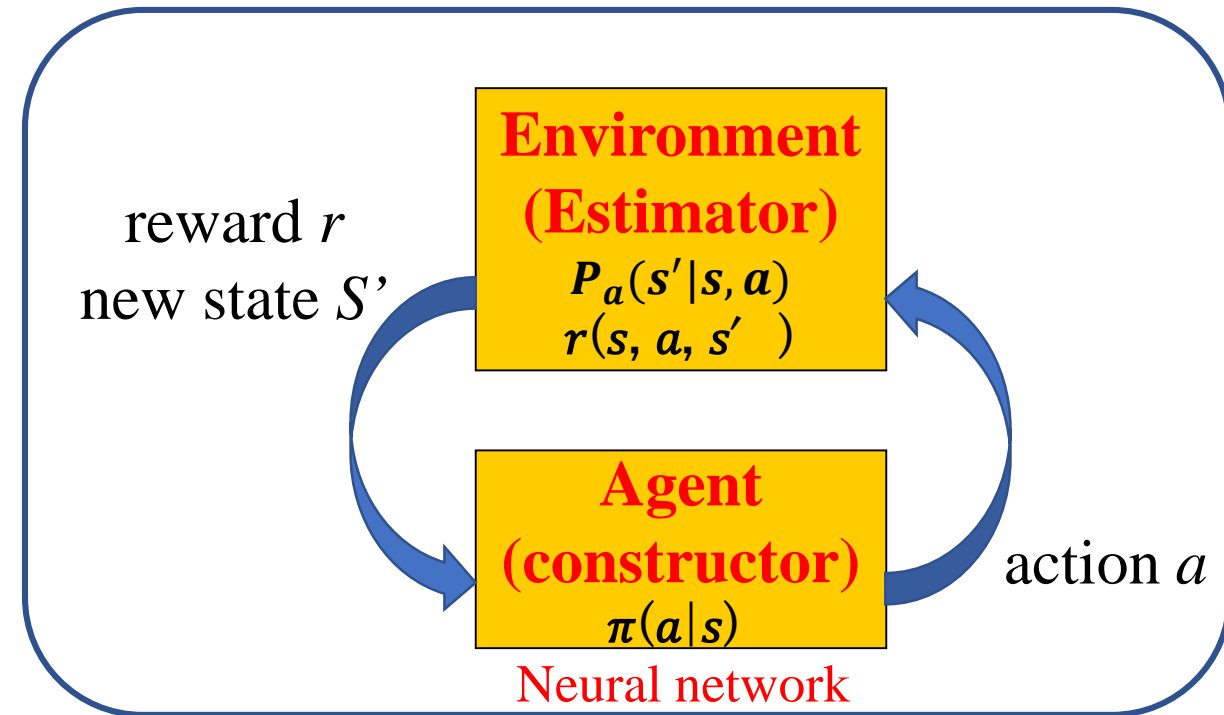 Environment
(Estimator)
P_a(s′|s, a)
r(s, a, s′ )
reward r
new state S’
Agent
(constructor)
π(a|s)
action a
Neural network